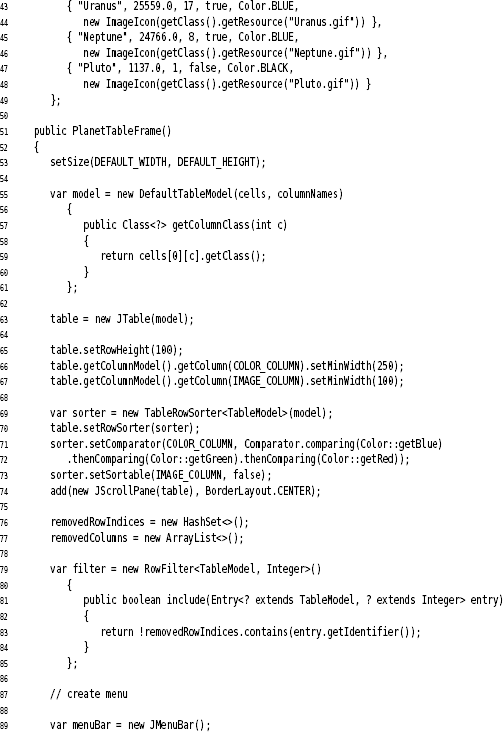 43 { "Uranus", 25559.0, 17, true, Color.BLUE,
44 new ImageIcon(getClass().getResource("Uranus.gif")) },
45 { "Neptune", 24766.0, 8, true, Color.BLUE,
46 new ImageIcon(getClass().getResource("Neptune.gif")) },
47 { "Pluto", 1137.0, 1, false, Color.BLACK,
48 new ImageIcon(getClass().getResource("Pluto.gif")) }
49 };
50
51 public PlanetTableFrame()
52 {
53 setSize(DEFAULT_WIDTH, DEFAULT_HEIGHT);
54
55 var model = new DefaultTableModel(cells, columnNames)
56 {
57 public Class<?> getColumnClass(int c)
58 {
59 return cells[0][c].getClass();
60 }
61 };
62
63 table = new JTable(model);
64
65 table.setRowHeight(100);
66 table.getColumnModel().getColumn(COLOR_COLUMN).setMinWidth(250);
67 table.getColumnModel().getColumn(IMAGE_COLUMN).setMinWidth(100);
68
69 var sorter = new TableRowSorter<TableModel>(model);
70 table.setRowSorter(sorter);
71 sorter.setComparator(COLOR_COLUMN, Comparator.comparing(Color::getBlue)
72 .thenComparing(Color::getGreen).thenComparing(Color::getRed));
73 sorter.setSortable(IMAGE_COLUMN, false);
74 add(new JScrollPane(table), BorderLayout.CENTER);
75
76 removedRowIndices = new HashSet<>();
77 removedColumns = new ArrayList<>();
78
79 var filter = new RowFilter<TableModel, Integer>()
80 {
81 public boolean include(Entry<? extends TableModel, ? extends Integer> entry)
82 {
83 return !removedRowIndices.contains(entry.getIdentifier());
84 }
85 };
86
87 // create menu
88
89 var menuBar = new JMenuBar();